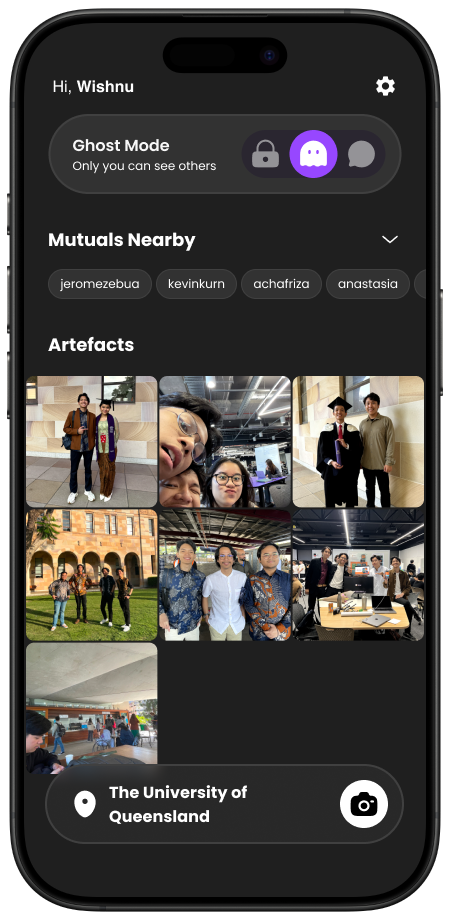 Hi, Wishnu
Ghost Mode
Only you can see others
Mutuals Nearby
jeromezebua
kevinkurn
achafriza
anastasia
Artefacts
The University of
Queensland